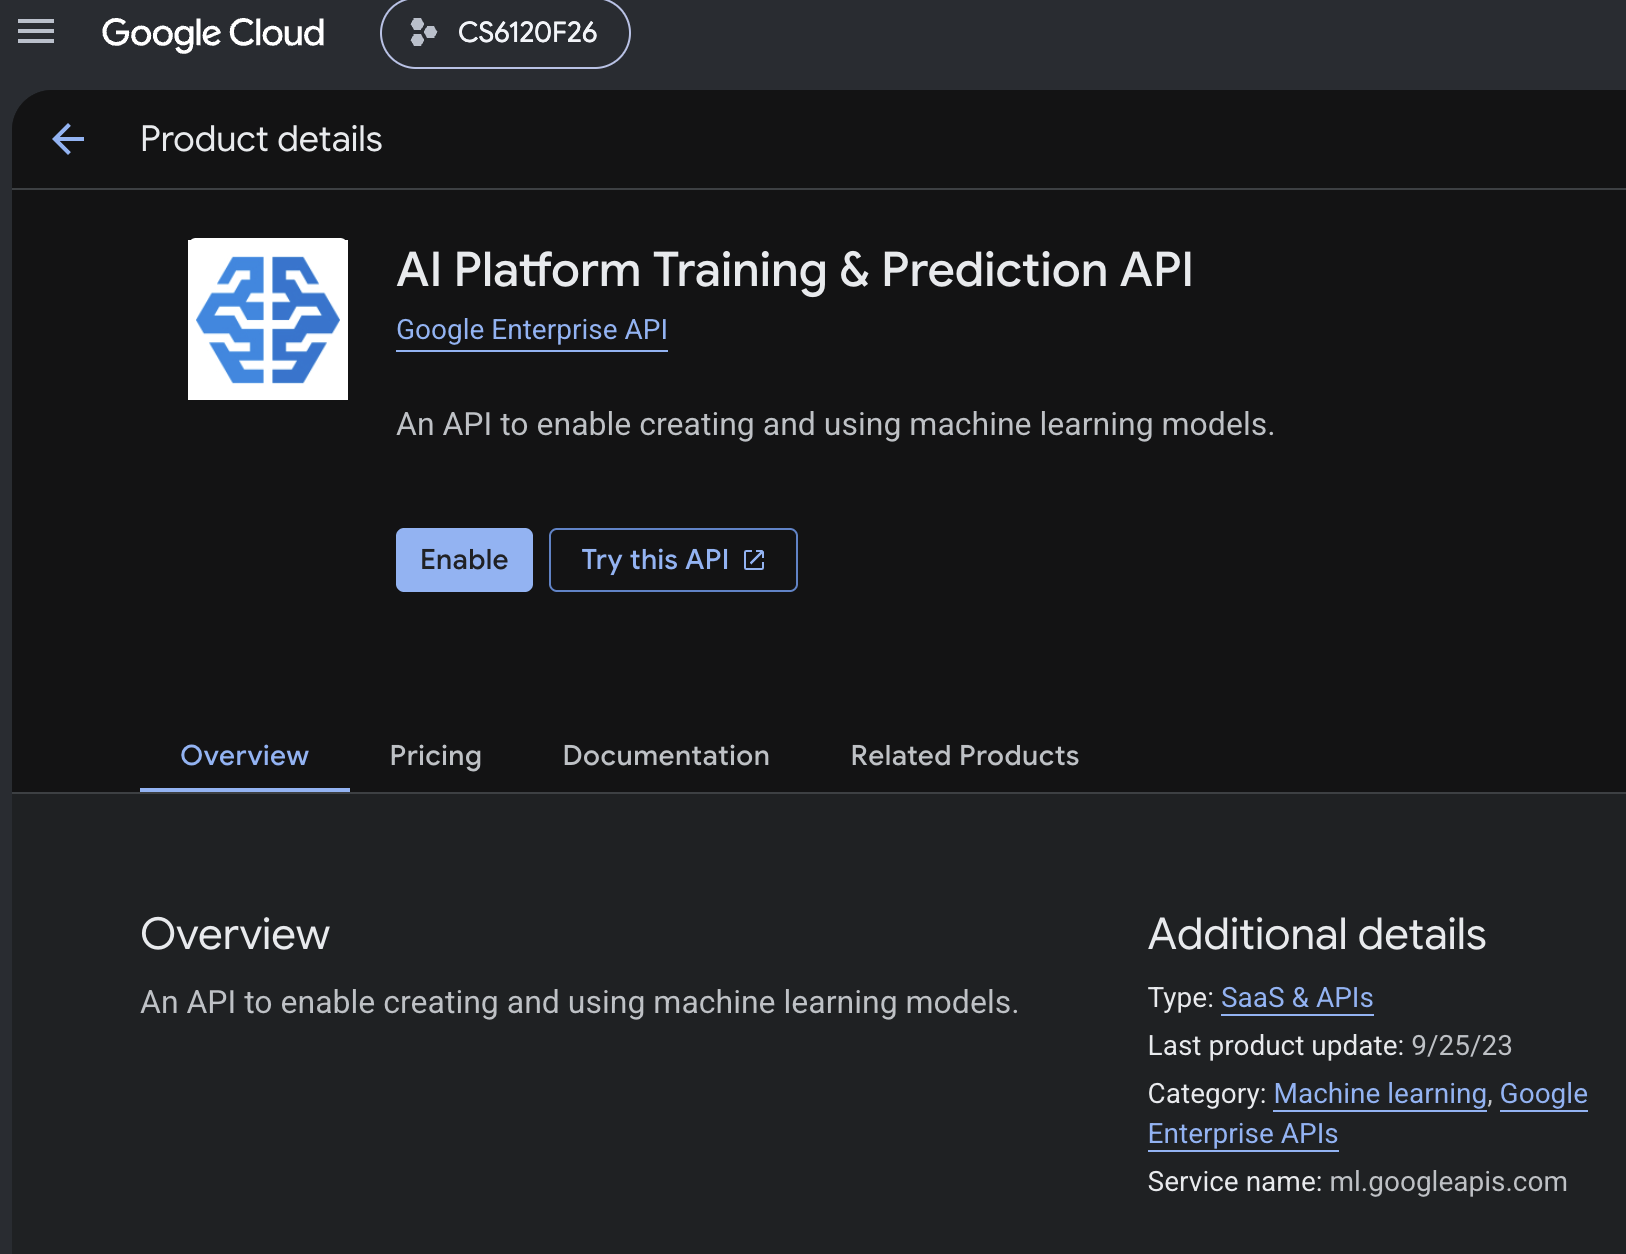 Google Cloud
CS6120F26
Product details
AI Platform Training & Prediction API
Google Enterprise API
An API to enable creating and using machine learning models.
Enable
Try this API
Overview
Pricing
Documentation
Related Products
Overview
An API to enable creating and using machine learning models.
Additional details
Type: SaaS & APIs
Last product update: 9/25/23
Category: Machine learning, Google
Enterprise APIs
Service name: ml.googleapis.com